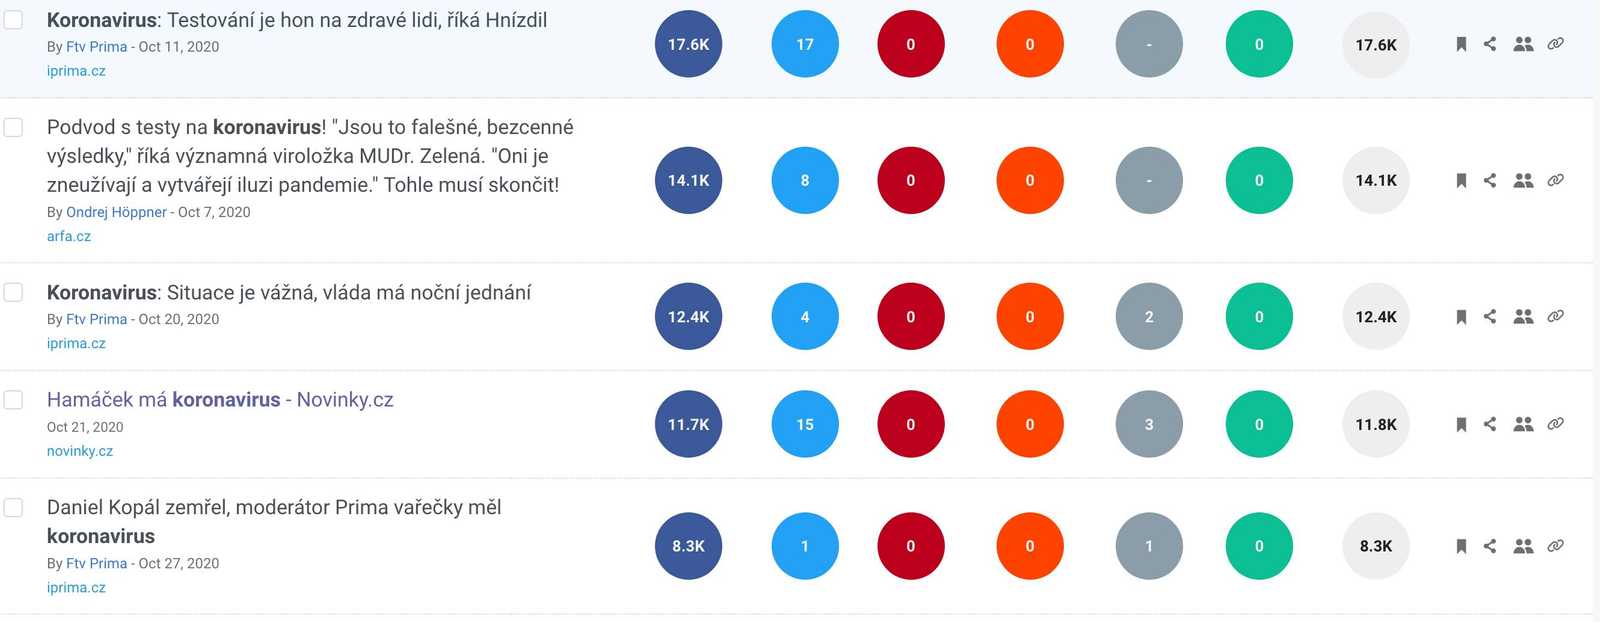 Koronavirus: Testování je hon na zdravé lidi, říká Hnízdil
By Ftv Prima - Oct 11, 2020
iprima.cz
17.6K 17 0 0 - 0 17.6K
Podvod s testy na koronavirus! "Jsou to falešné, bezcenné
výsledky," říká významná viroložka MUDr. Zelená. "Oni je
zneužívají a vytvářejí iluzi pandemie." Tohle musí skončit!
By Ondrej Höppner - Oct 7, 2020
arfa.cz
14.1K 8 0 0 - 0 14.1K
Koronavirus: Situace je vážná, vláda má noční jednání
By Ftv Prima - Oct 20, 2020
iprima.cz
12.4K 4 0 0 2 0 12.4K
Hamáček má koronavirus - Novinky.cz
Oct 21, 2020
novinky.cz
11.7K 15 0 0 3 0 11.8K
Daniel Kopál zemřel, moderátor Prima vařečky měl
koronavirus
By Ftv Prima - Oct 27, 2020
iprima.cz
8.3K 1 0 0 1 0 8.3K